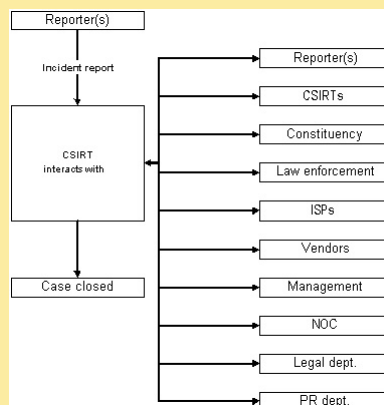 Reporter(s)
Incident report
CSIRT
interacts with
Case closed
Reporter(s)
CSIRTs
Constituency
Law enforcement
ISPs
Vendors
Management
NOC
Legal dept.
PR dept.